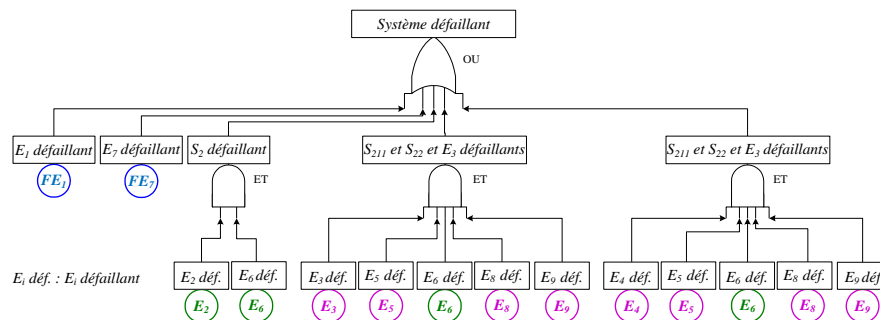 Système défaillant
OU
E₁ défaillant E₇ défaillant S₂ défaillant S₂₁₁ et S₂₂ et E₃ défaillants S₂₁₁ et S₂₂ et E₃ défaillants
FE₁ FE₇ ET ET ET
Eᵢ déf. : Eᵢ défaillant E₂ déf. E₆ déf. E₃ déf. E₅ déf. E₆ déf. E₈ déf. E₉ déf. E₄ déf. E₅ déf. E₆ déf. E₈ déf. E₉ déf.
E₂ E₆ E₃ E₅ E₆ E₈ E₉ E₄ E₅ E₆ E₈ E₉